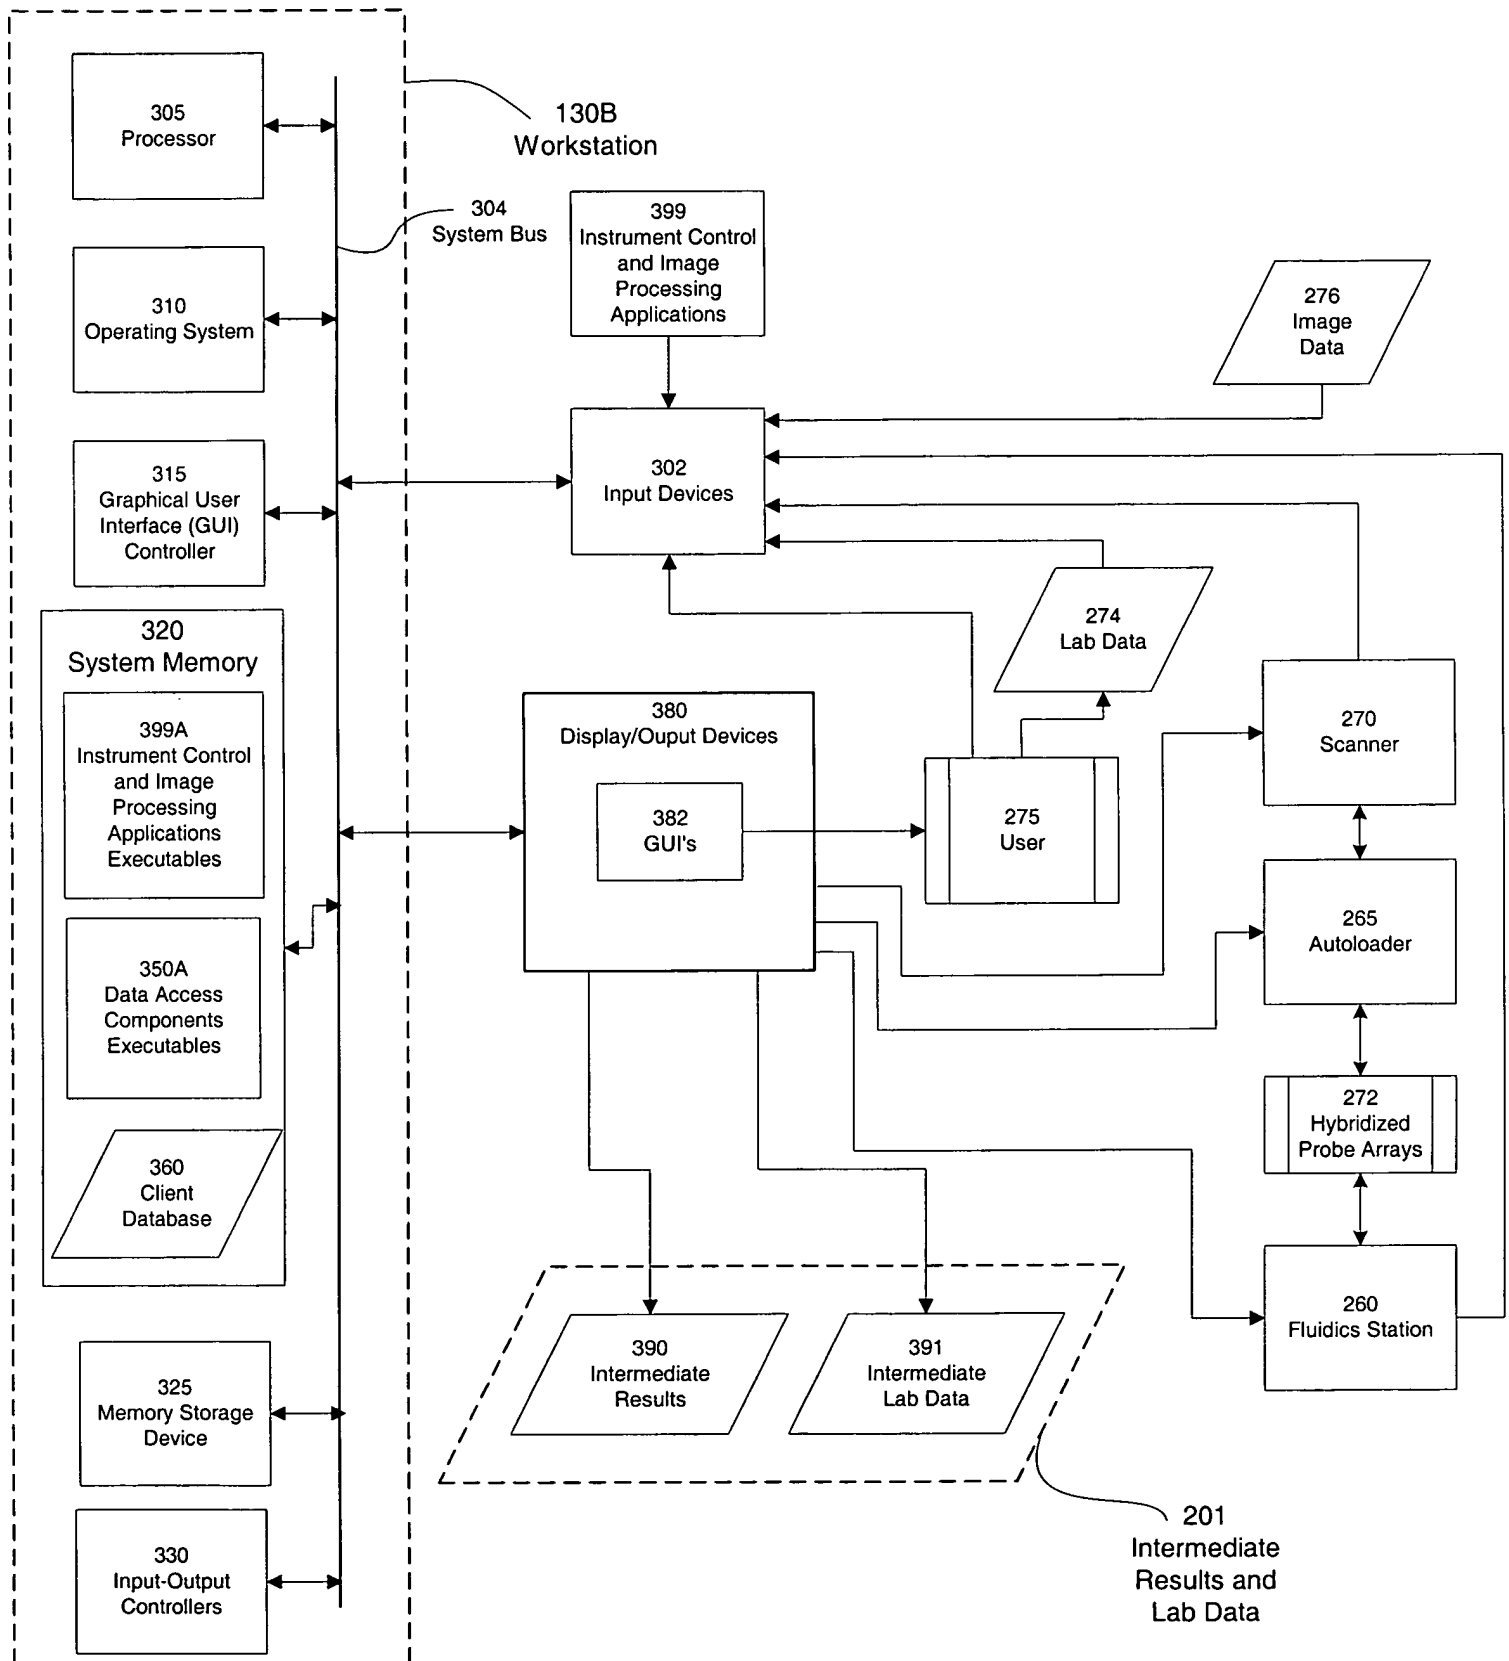 305
Processor
310
Operating System
315
Graphical User
Interface (GUI)
Controller
320
System Memory
399A
Instrument Control
and Image
Processing
Applications
Executables
350A
Data Access
Components
Executables
360
Client
Database
325
Memory Storage
Device
330
Input-Output
Controllers
130B
Workstation
304
System Bus
399
Instrument Control
and Image
Processing
Applications
276
Image
Data
302
Input Devices
274
Lab Data
380
Display/Ouput Devices
382
GUI's
275
User
270
Scanner
265
Autoloader
272
Hybridized
Probe Arrays
260
Fluidics Station
390
Intermediate
Results
391
Intermediate
Lab Data
201
Intermediate
Results and
Lab Data